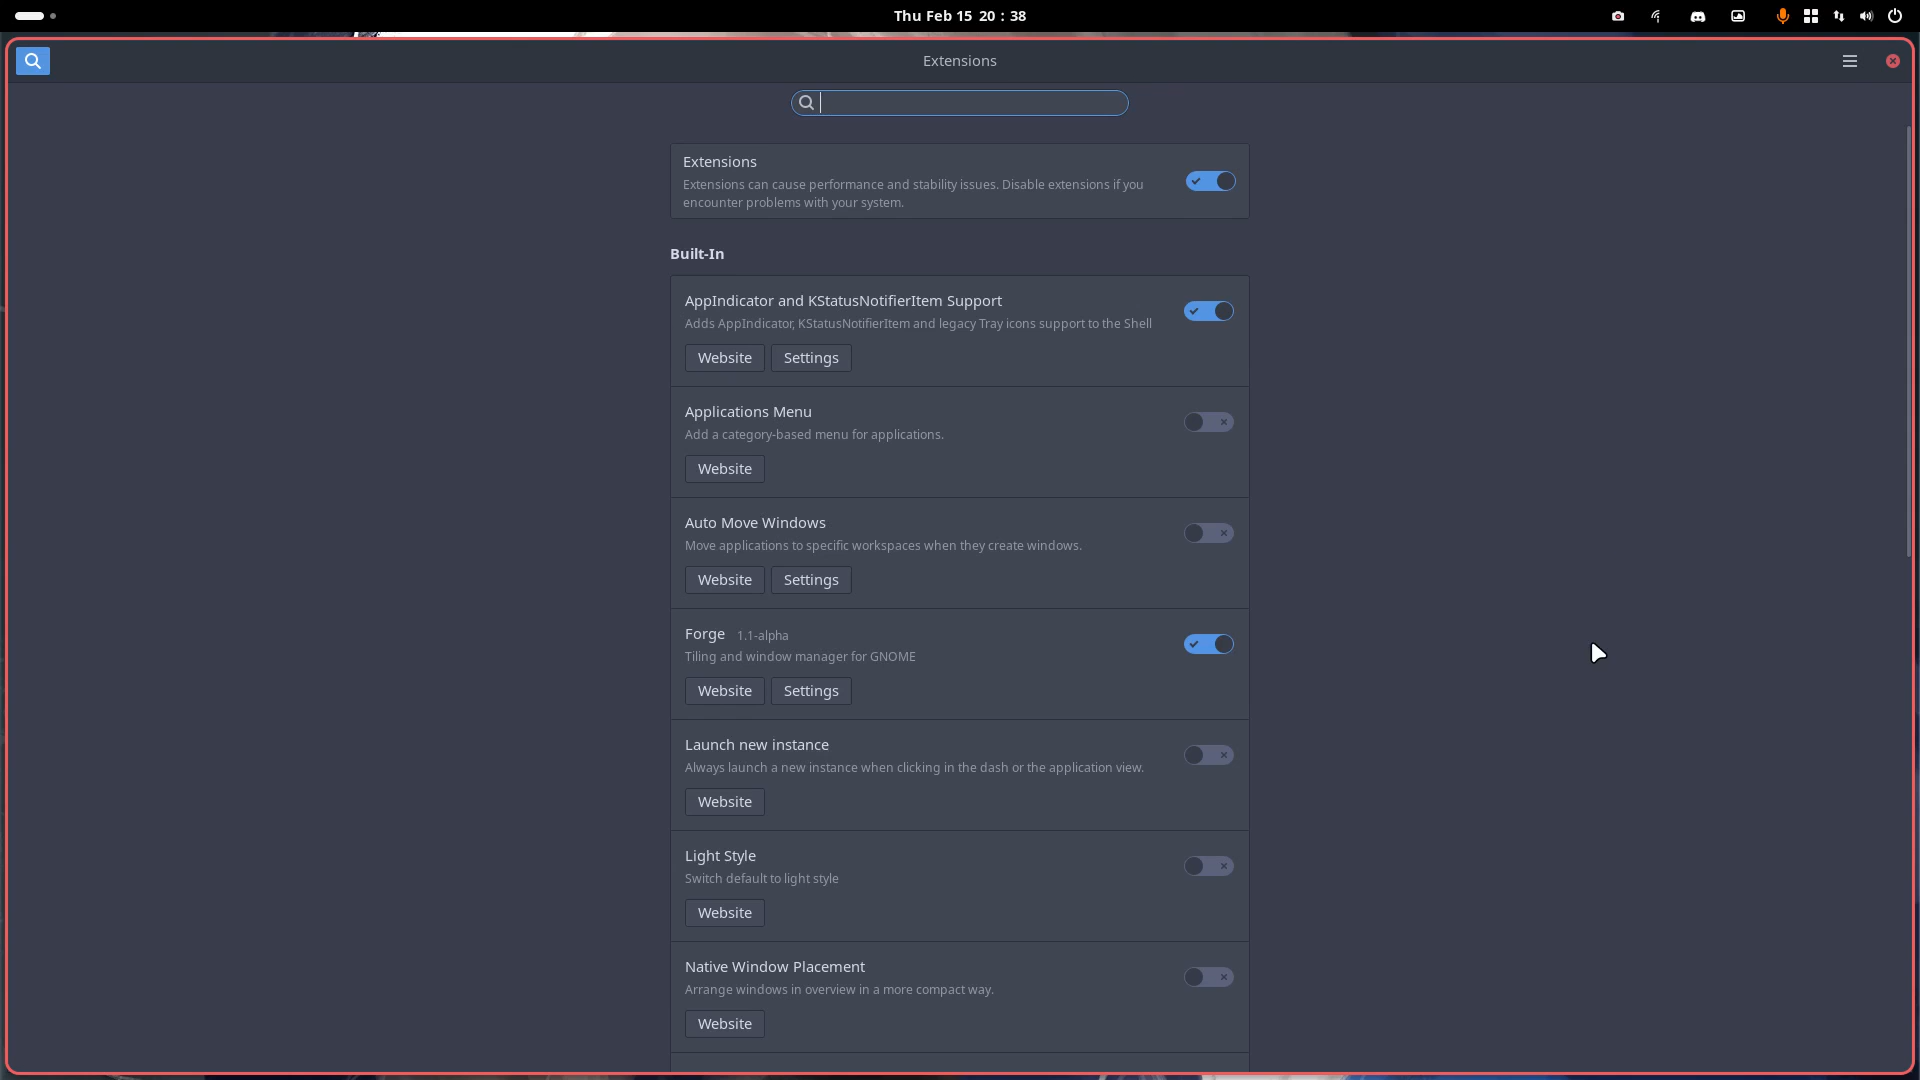 Thu Feb 15 20 : 38
Extensions
Extensions
Extensions can cause performance and stability issues. Disable extensions if you
encounter problems with your system.
Built-In
AppIndicator and KStatusNotifierItem Support
Adds AppIndicator, KStatusNotifierItem and legacy Tray icons support to the Shell
Website Settings
Applications Menu
Add a category-based menu for applications.
Website
Auto Move Windows
Move applications to specific workspaces when they create windows.
Website Settings
Forge 1.1-alpha
Tiling and window manager for GNOME
Website Settings
Launch new instance
Always launch a new instance when clicking in the dash or the application view.
Website
Light Style
Switch default to light style
Website
Native Window Placement
Arrange windows in overview in a more compact way.
Website